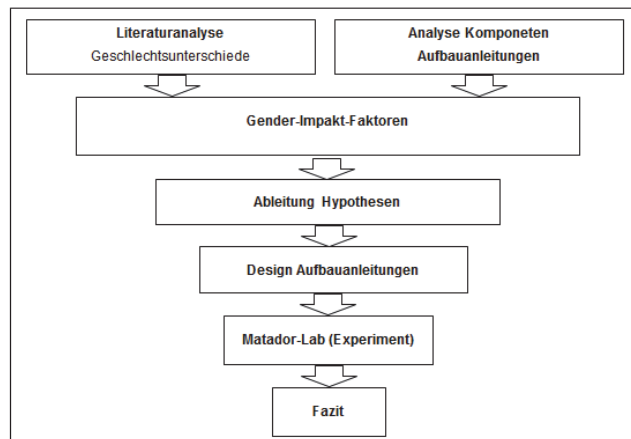 Literaturanalyse
Geschlechtsunterschiede
Analyse Komponeten
Aufbauanleitungen
Gender-Impakt-Faktoren
Ableitung Hypothesen
Design Aufbauanleitungen
Matador-Lab (Experiment)
Fazit